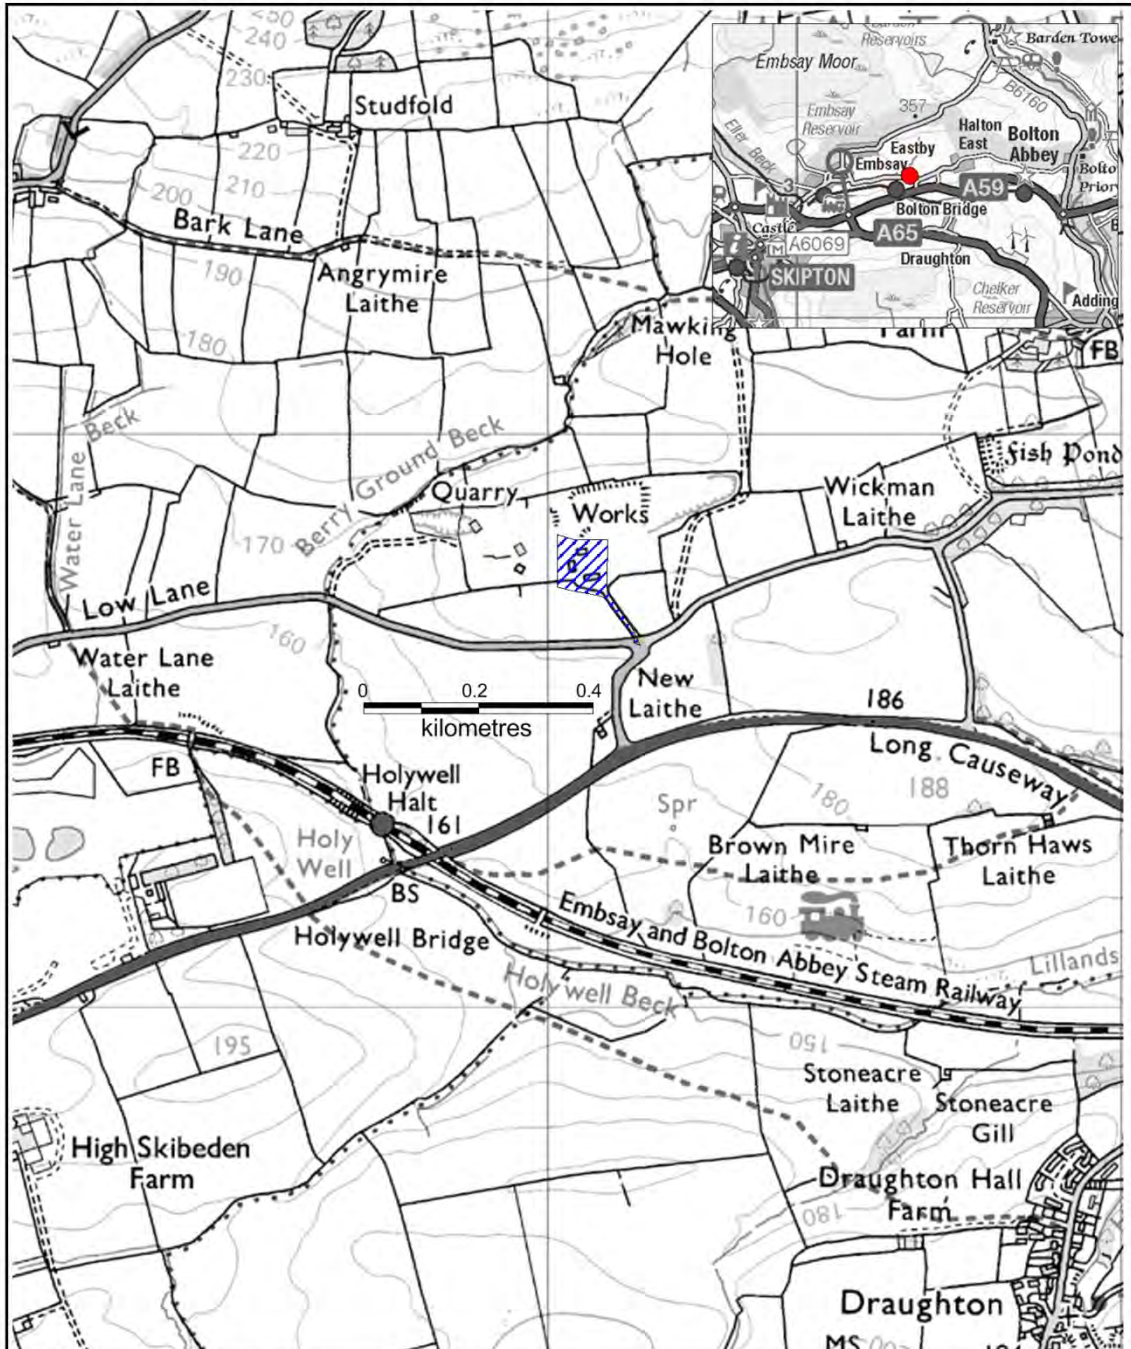 250
240
230
220
210
200
190
180
Studfold
Bark Lane
Angrymire
Laithe
Mawking
Hole
FB
Embsay Moor
Reservoirs
Barden Towe
B6160
Embsay
Reservoir
357
Eller Beck
Halton
East
Bolton
Abbey
Eastby
Embsay
Bolto
Prior
3
A59
Bolton Bridge
Castle
A6069
A65
Draughton
SKIPTON
Chelker
Reservoir
Adding
Water Lane Beck
Berry Ground Beck
Quarry
Works
Fish Pond
Wickman
Laithe
170
Low Lane
160
Water Lane
Laithe
0 0.2 0.4
kilometres
New
Laithe
186
Long Causeway
188
180
FB
Holywell
Halt
161
Holy
Well
BS
Holywell Bridge
Spr
Brown Mire
Laithe
Thorn Haws
Laithe
160
Embsay and Bolton Abbey Steam Railway
Lillands
Holywell Beck
195
150
Stoneacre
Laithe
Stoneacre
Gill
High Skibeden
Farm
Draughton Hall
Farm
180
Draughton
MS